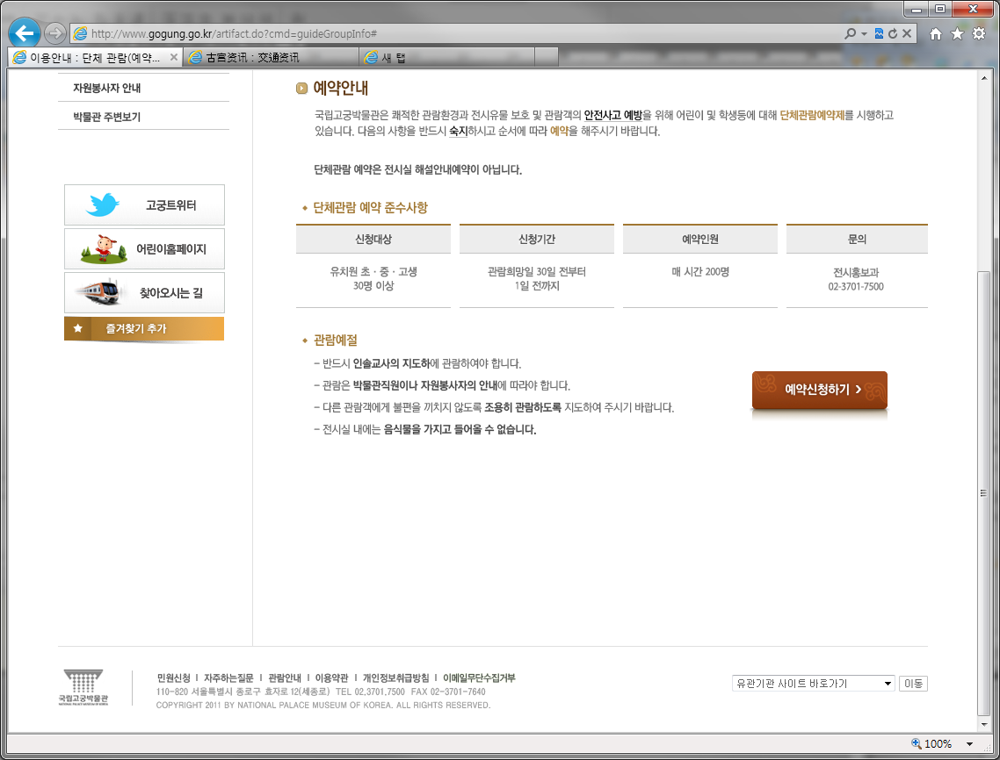 http://www.gogung.go.kr/artifact.do?cmd=guideGroupInfo#
이용안내 : 단체 관람(예약...
古宫资讯 : 交通资讯
새 탭
자원봉사자 안내
박물관 주변보기
고궁트위터
어린이홈페이지
찾아오시는 길
즐겨찾기 추가
예약안내
국립고궁박물관은 쾌적한 관람환경과 전시유물 보호 및 관람객의 안전사고 예방을 위해 어린이 및 학생등에 대해 단체관람예약제를 시행하고
있습니다. 다음의 사항을 반드시 숙지하시고 순서에 따라 예약을 해주시기 바랍니다.
단체관람 예약은 전시실 해설안내예약이 아닙니다.
단체관람 예약 준수사항
신청대상 신청기간 예약인원 문의
유치원 초 · 중 · 고생 관람희망일 30일 전부터 매 시간 200명 전시홍보과
30명 이상 1일 전까지 02-3701-7500
관람예절
- 반드시 인솔교사의 지도하에 관람하여야 합니다.
- 관람은 박물관직원이나 자원봉사자의 안내에 따라야 합니다.
- 다른 관람객에게 불편을 끼치지 않도록 조용히 관람하도록 지도하여 주시기 바랍니다.
- 전시실 내에는 음식물을 가지고 들어올 수 없습니다.
예약신청하기 >
국립고궁박물관
NATIONAL PALACE MUSEUM OF KOREA
민원신청 | 자주하는질문 | 관람안내 | 이용약관 | 개인정보취급방침 | 이메일무단수집거부
110-820 서울특별시 종로구 효자로 12(세종로) TEL 02.3701.7500 FAX 02-3701-7640
COPYRIGHT 2011 BY NATIONAL PALACE MUSEUM OF KOREA. ALL RIGHTS RESERVED.
유관기관 사이트 바로가기 이동
100%